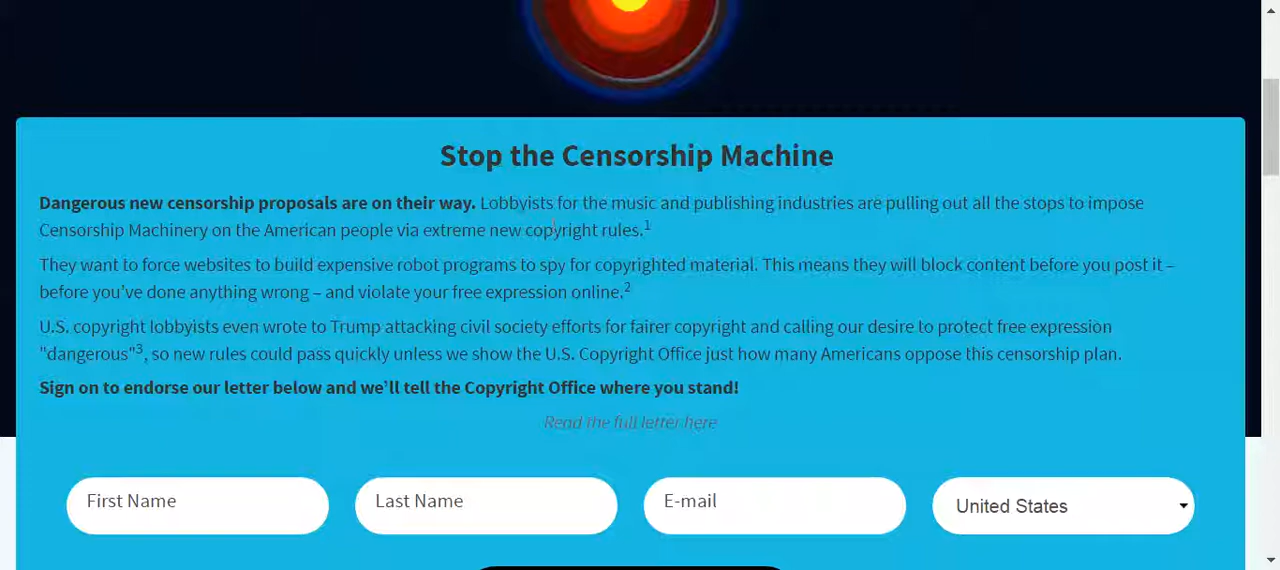 Stop the Censorship Machine
Dangerous new censorship proposals are on their way. Lobbyists for the music and publishing industries are pulling out all the stops to impose
Censorship Machinery on the American people via extreme new copyright rules.1
They want to force websites to build expensive robot programs to spy for copyrighted material. This means they will block content before you post it –
before you’ve done anything wrong – and violate your free expression online.2
U.S. copyright lobbyists even wrote to Trump attacking civil society efforts for fairer copyright and calling our desire to protect free expression
"dangerous"3, so new rules could pass quickly unless we show the U.S. Copyright Office just how many Americans oppose this censorship plan.
Sign on to endorse our letter below and we’ll tell the Copyright Office where you stand!
Read the full letter here
First Name Last Name E-mail United States